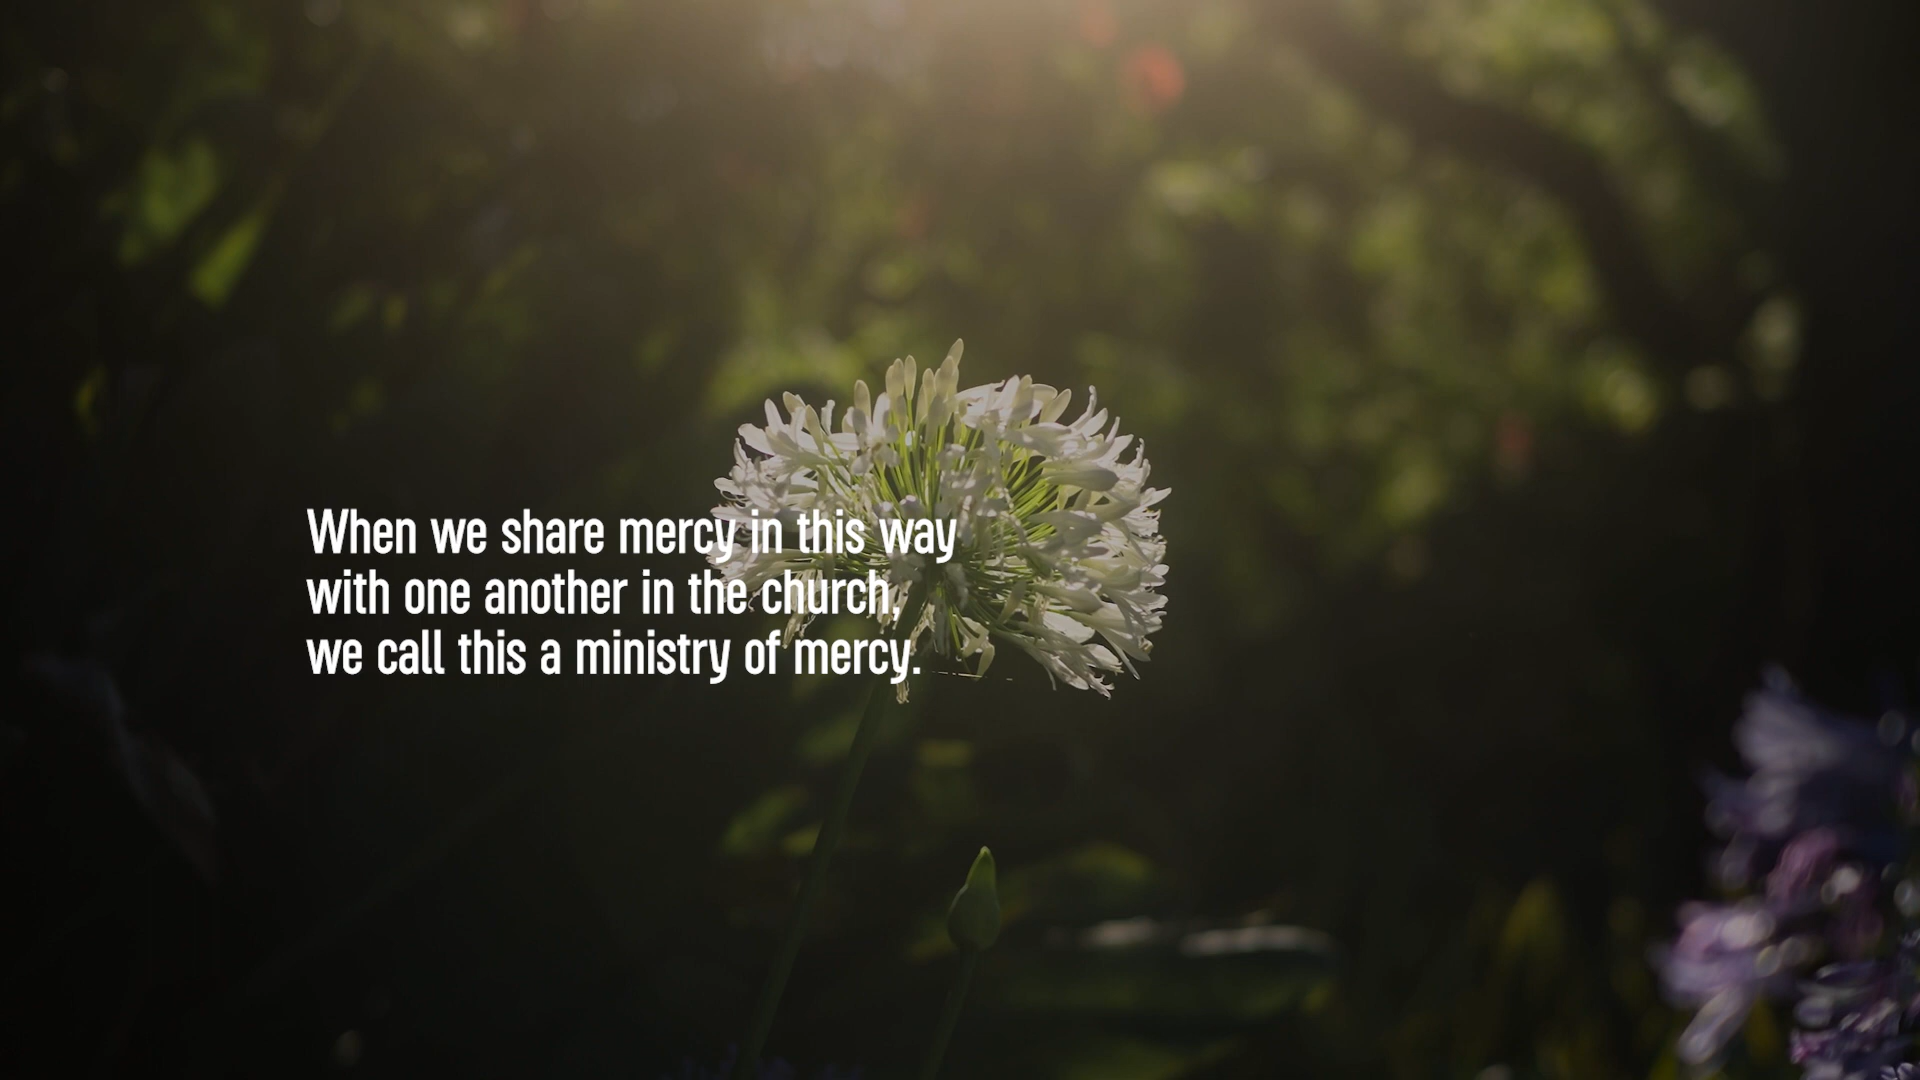 When we share mercy in this way
with one another in the church,
we call this a ministry of mercy.